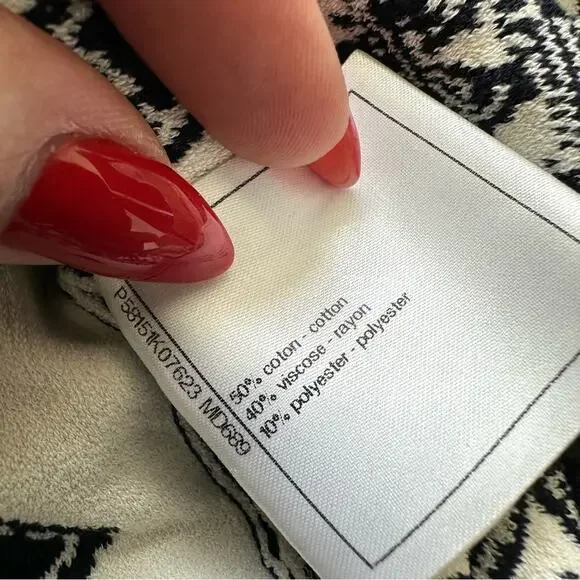 50% coton - cotton
40% viscose - rayon
10% polyester - polyester
P58151K07623 MD689